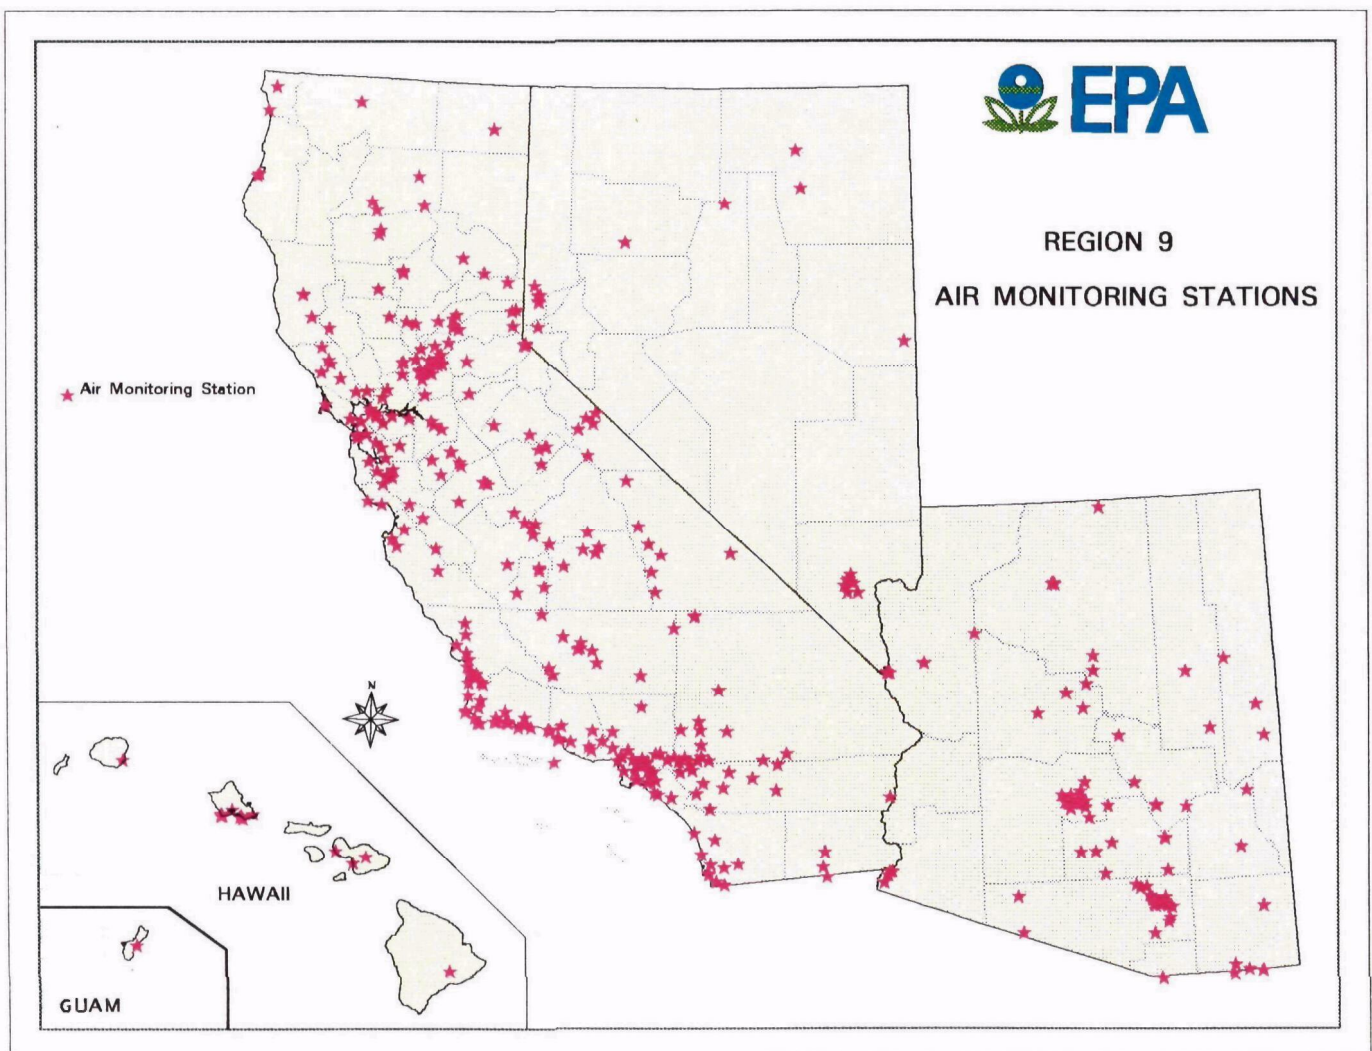 EPA
REGION 9
AIR MONITORING STATIONS
Air Monitoring Station
N
HAWAII
GUAM